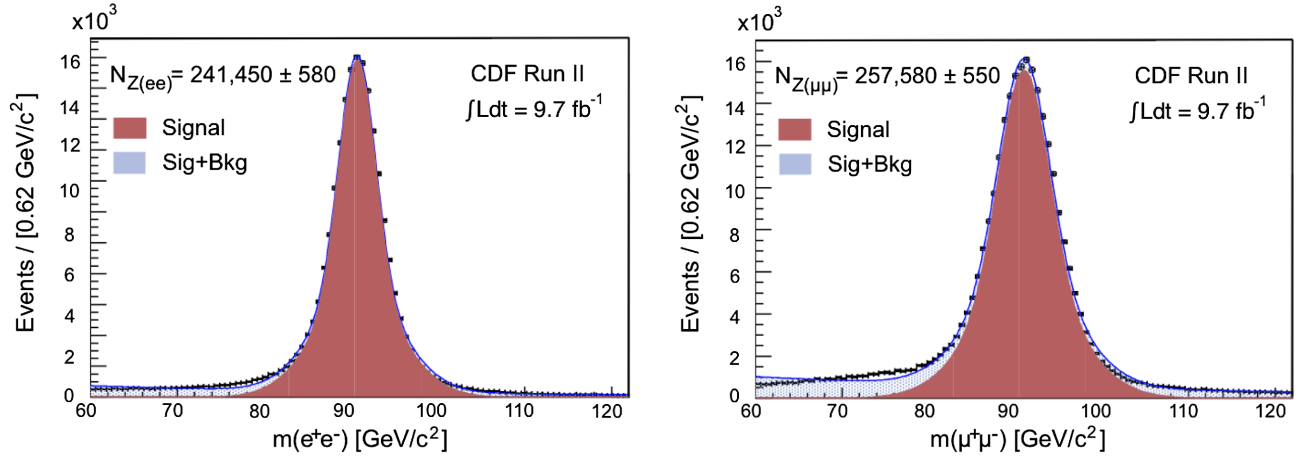 x10³
N_Z(ee) = 241,450 ± 580
CDF Run II
∫Ldt = 9.7 fb⁻¹
Signal
Sig+Bkg
Events / [0.62 GeV/c²]
16
14
12
10
8
6
4
2
0
60 70 80 90 100 110 120
m(e⁺e⁻) [GeV/c²]
x10³
N_Z(μμ) = 257,580 ± 550
CDF Run II
∫Ldt = 9.7 fb⁻¹
Signal
Sig+Bkg
Events / [0.62 GeV/c²]
16
14
12
10
8
6
4
2
0
60 70 80 90 100 110 120
m(μ⁺μ⁻) [GeV/c²]